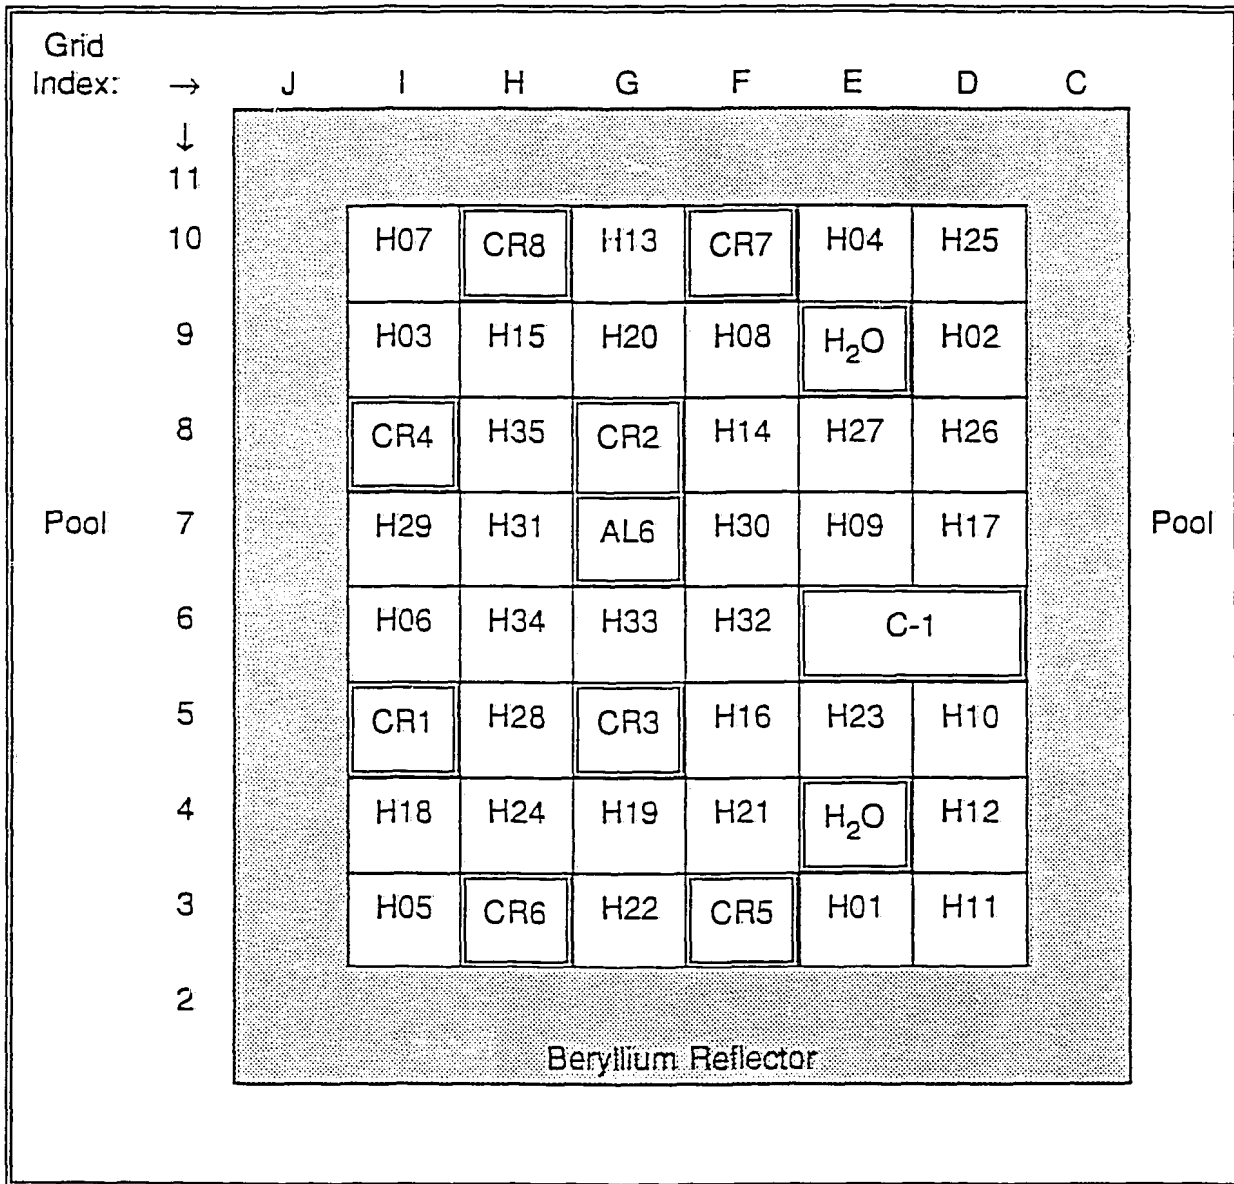 Grid
Index: → J I H G F E D C
↓
11
10 H07 CR8 H13 CR7 H04 H25
9 H03 H15 H20 H08 H₂O H02
8 CR4 H35 CR2 H14 H27 H26
Pool 7 H29 H31 AL6 H30 H09 H17 Pool
6 H06 H34 H33 H32 C-1
5 CR1 H28 CR3 H16 H23 H10
4 H18 H24 H19 H21 H₂O H12
3 H05 CR6 H22 CR5 H01 H11
2
Beryllium Reflector